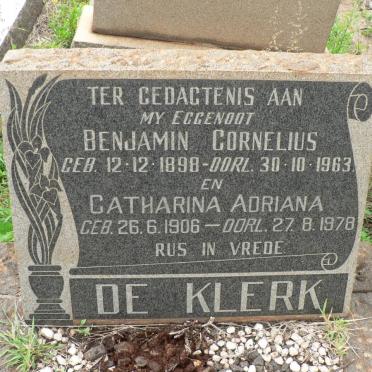 TER GEDAGTENIS AAN
MY EGGENOOT
BENJAMIN CORNELIUS
GEB. 12·12·1898 - OORL. 30·10·1963.
EN
CATHARINA ADRIANA
GEB. 26.6.1906 — OORL. 27.8.1978
RUS IN VREDE
DE KLERK